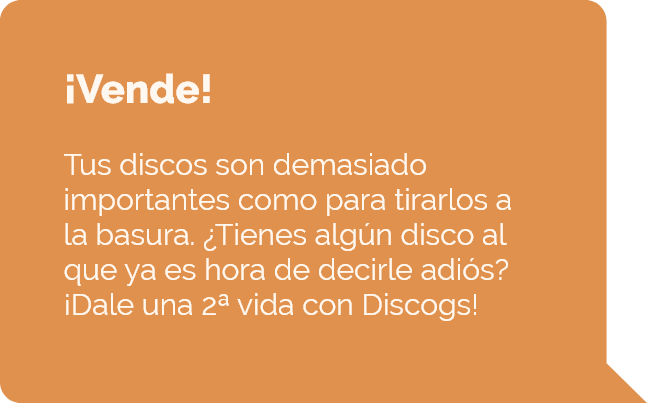 ¡Vende!
Tus discos son demasiado
importantes como para tirarlos a
la basura. ¿Tienes algún disco al
que ya es hora de decirle adiós?
¡Dale una 2ª vida con Discogs!